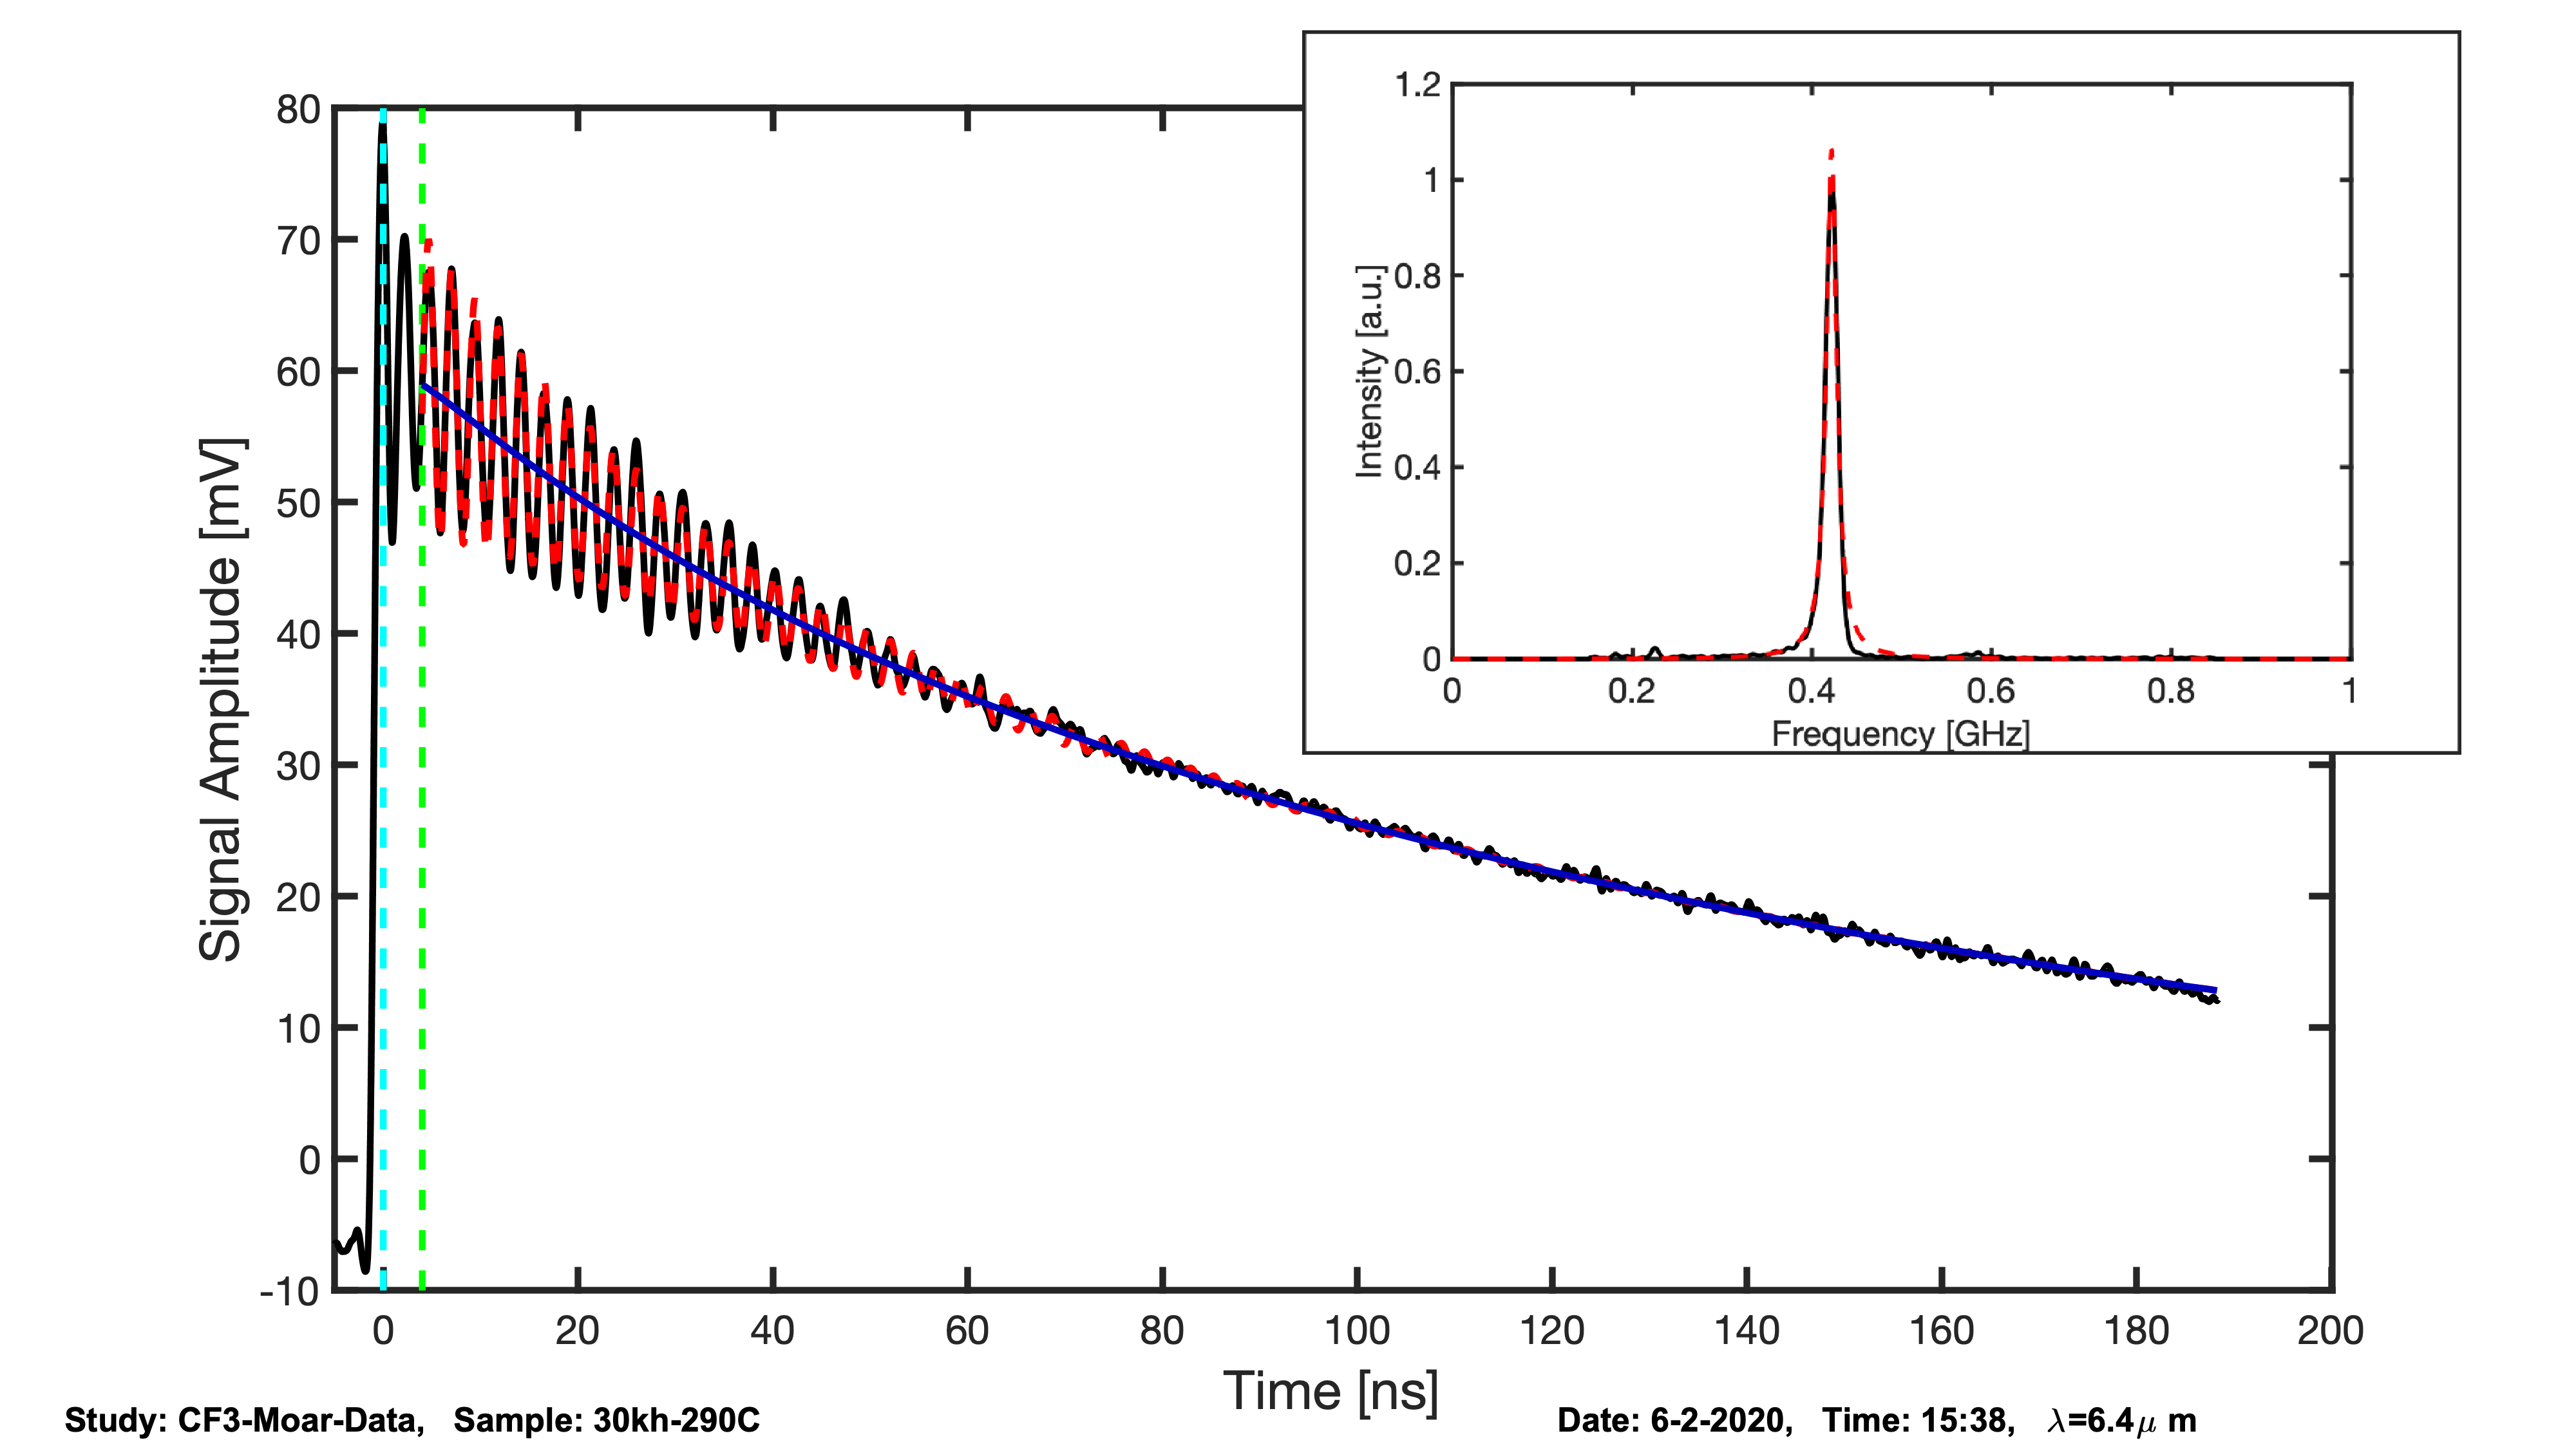 1.2
1
0.8
0.6
0.4
0.2
0
Intensity [a.u.]
0 0.2 0.4 0.6 0.8 1
Frequency [GHz]
80
70
60
50
40
30
20
10
0
-10
Signal Amplitude [mV]
0 20 40 60 80 100 120 140 160 180 200
Time [ns]
Study: CF3-Moar-Data, Sample: 30kh-290C
Date: 6-2-2020, Time: 15:38, λ=6.4μ m